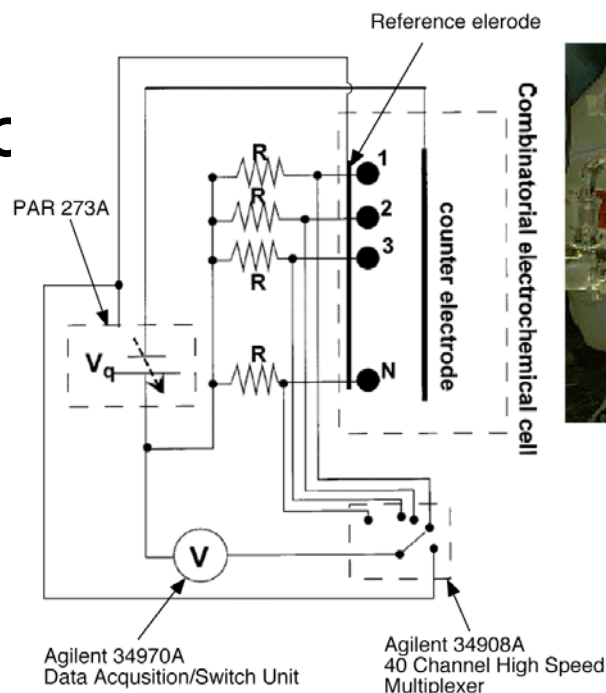 Reference elerode
C
R
1
PAR 273A
R
2
3
R
Vq
R
N
counter electrode
Combinatorial electrochemical cell
V
Agilent 34970A
Data Acqusition/Switch Unit
Agilent 34908A
40 Channel High Speed
Multiplexer